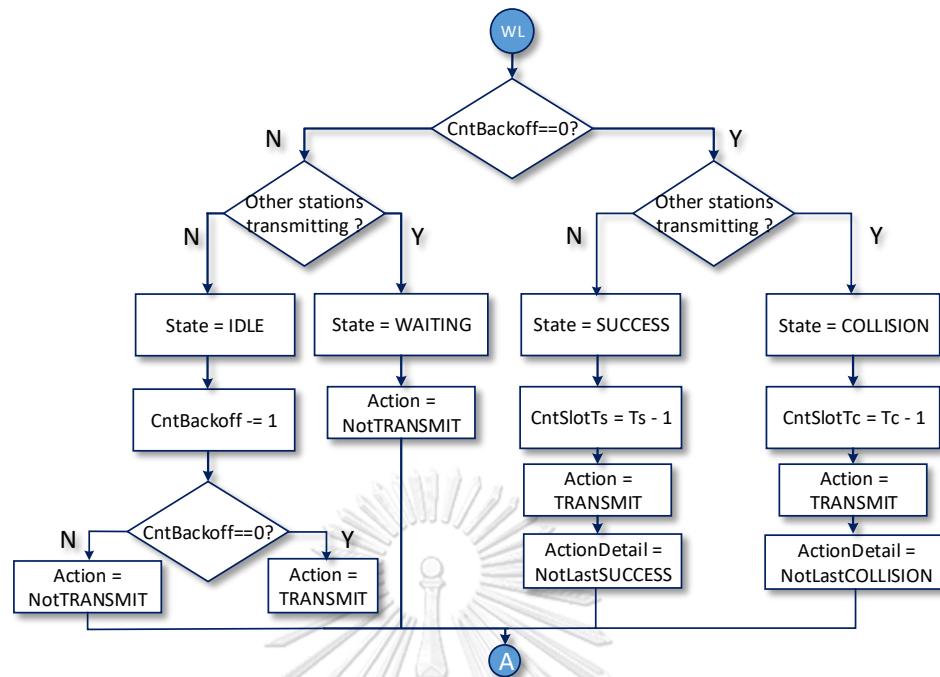 WL
CntBackoff==0?
N
Y
Other stations
transmitting ?
Other stations
transmitting ?
N
Y
N
Y
State = IDLE
State = WAITING
State = SUCCESS
State = COLLISION
CntBackoff -= 1
Action =
NotTRANSMIT
CntSlotTs = Ts - 1
CntSlotTc = Tc - 1
Action =
TRANSMIT
Action =
TRANSMIT
CntBackoff==0?
N
Y
Action =
NotTRANSMIT
Action =
TRANSMIT
ActionDetail =
NotLastSUCCESS
ActionDetail =
NotLastCOLLISION
A